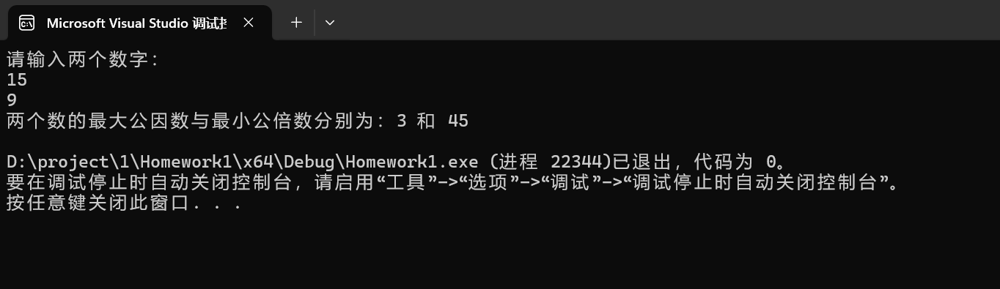 Microsoft Visual Studio 调试
请输入两个数字：
15
9
两个数的最大公因数与最小公倍数分别为：3 和 45
D:\project\1\Homework1\x64\Debug\Homework1.exe (进程 22344)已退出，代码为 0。
要在调试停止时自动关闭控制台，请启用“工具”->“选项”->“调试”->“调试停止时自动关闭控制台”。
按任意键关闭此窗口. . .